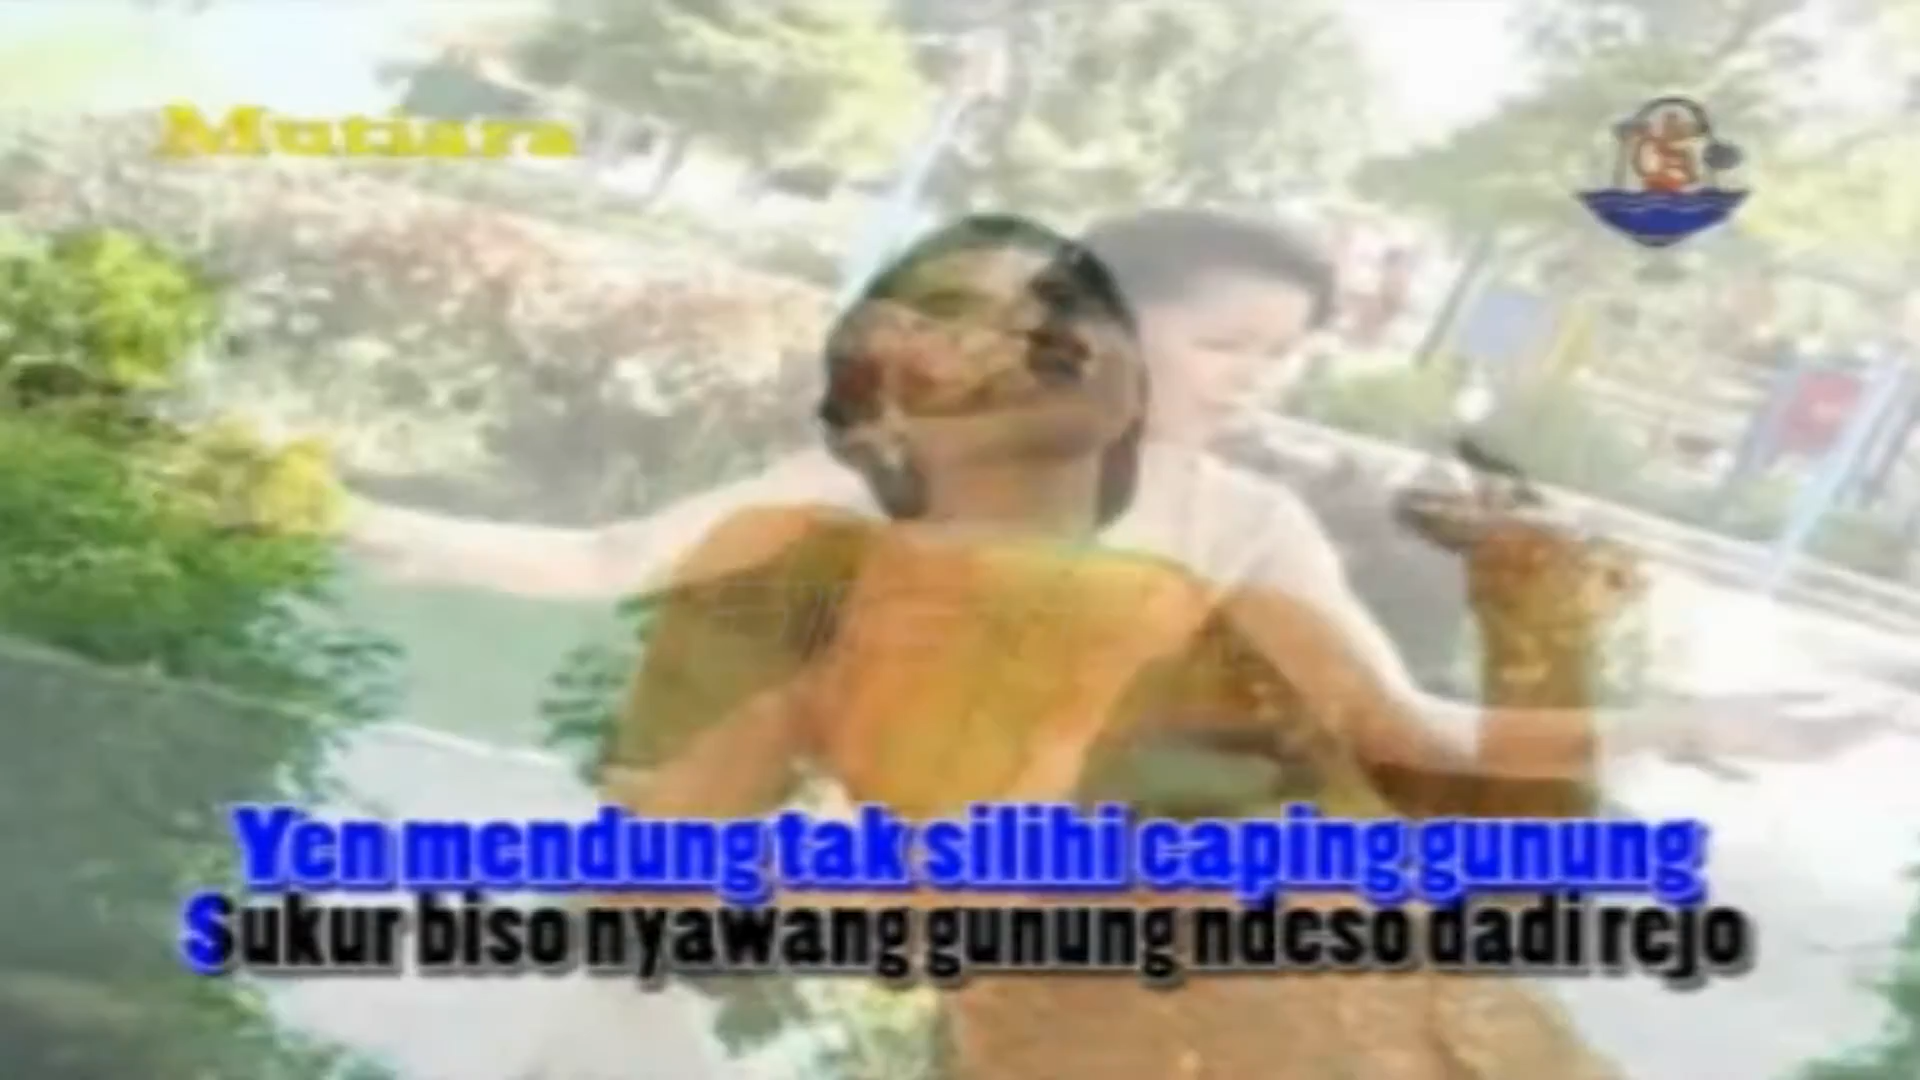 Mutiara
Yen mendung tak silihi caping gunung
Sukur biso nyawang gunung ndeso dadi rejo